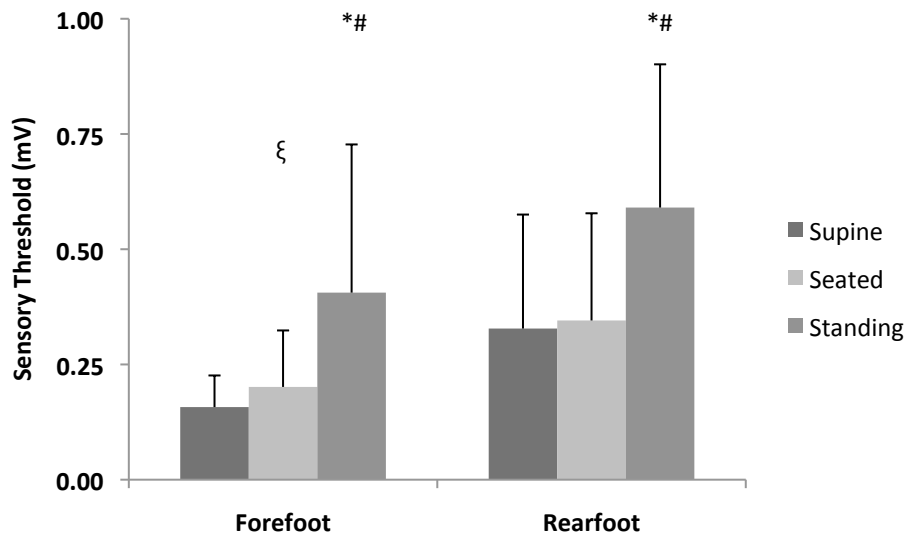 1.00
*#
*#
0.75
ξ
0.50
0.25
0.00
Sensory Threshold (mV)
Forefoot
Rearfoot
Supine
Seated
Standing